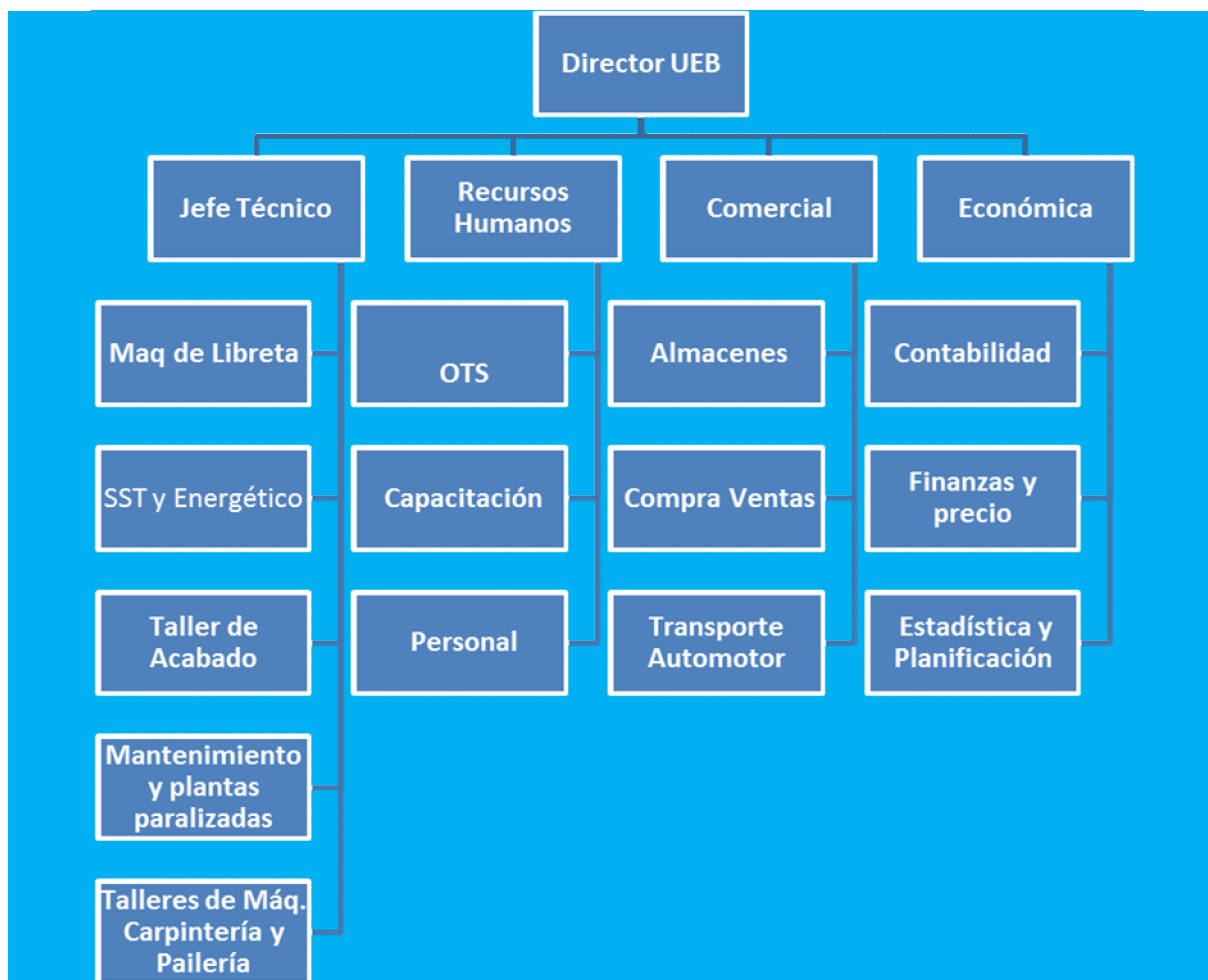 Director UEB
Jefe Técnico
Recursos
Humanos
Comercial
Económica
Maq de Libreta
OTS
Almacenes
Contabilidad
SST y Energético
Capacitación
Compra Ventas
Finanzas y
precio
Taller de
Acabado
Personal
Transporte
Automotor
Estadística y
Planificación
Mantenimiento
y plantas
paralizadas
Talleres de Máq.
Carpintería y
Pailería